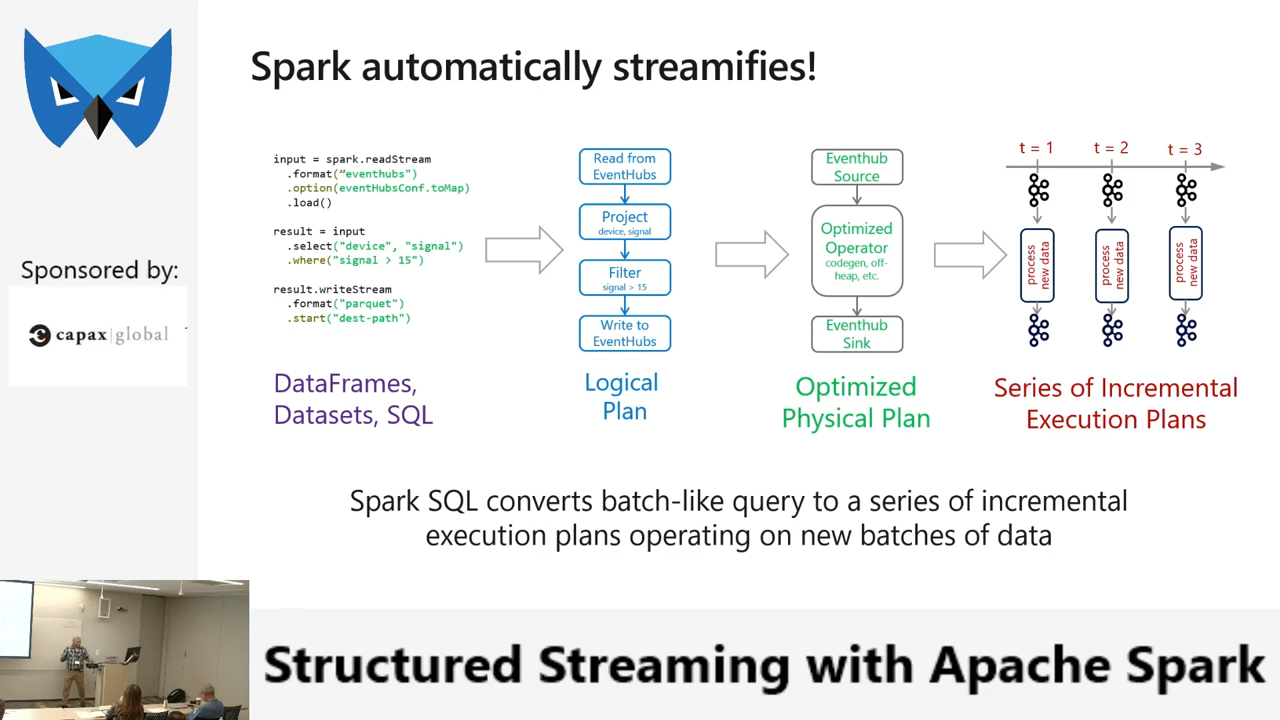 Spark automatically streamifies!
Sponsored by:
capax|global
input = spark.readStream
.format("eventhubs")
.option(eventHubsConf.toMap)
.load()
result = input
.select("device", "signal")
.where("signal > 15")
result.writeStream
.format("parquet")
.start("dest-path")
DataFrames,
Datasets, SQL
Read from
EventHubs
Project
device, signal
Filter
signal > 15
Write to
EventHubs
Logical
Plan
Eventhub
Source
Optimized
Operator
codegen, off-
heap, etc.
Eventhub
Sink
Optimized
Physical Plan
t = 1
t = 2
t = 3
process
new data
process
new data
process
new data
Series of Incremental
Execution Plans
Spark SQL converts batch-like query to a series of incremental
execution plans operating on new batches of data
Structured Streaming with Apache Spark